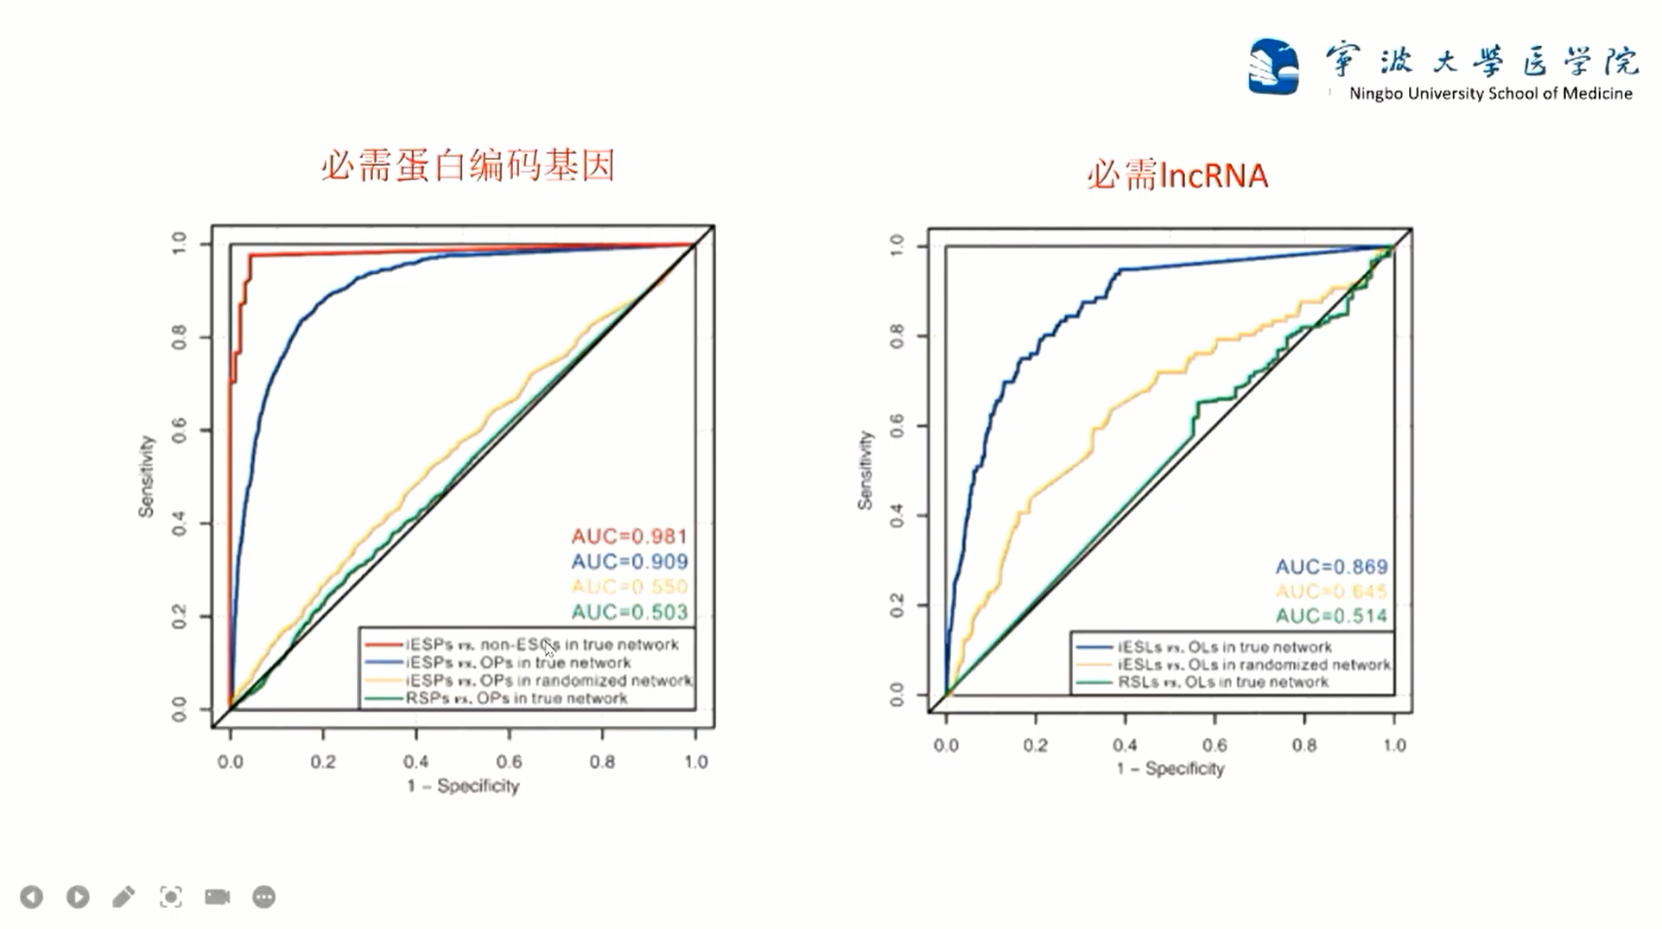 寧波大學医学院
Ningbo University School of Medicine
必需蛋白编码基因
1.0
0.8
0.6
0.4
0.2
0.0
Sensitivity
AUC=0.981
AUC=0.909
AUC=0.550
AUC=0.503
iESPs vs. non-ESPs in true network
iESPs vs. OPs in true network
iESPs vs. OPs in randomized network
RSPs vs. OPs in true network
0.0 0.2 0.4 0.6 0.8 1.0
1 – Specificity
必需lncRNA
1.0
0.8
0.6
0.4
0.2
0.0
Sensitivity
AUC=0.869
AUC=0.645
AUC=0.514
iESLs vs. OLs in true network
iESLs vs. OLs in randomized network
RSLs vs. OLs in true network
0.0 0.2 0.4 0.6 0.8 1.0
1 – Specificity